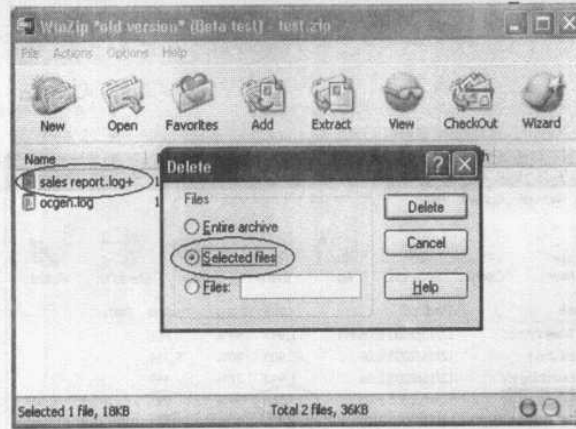 WinZip *old version* (Beta test) - test.zip
File Actions Options Help
New Open Favorites Add Extract View CheckOut Wizard
Name
sales report.log+ 1
ocgen.log 1
Delete
Files
Entire archive
Selected files
Files:
Delete
Cancel
Help
Selected 1 file, 18KB Total 2 files, 36KB